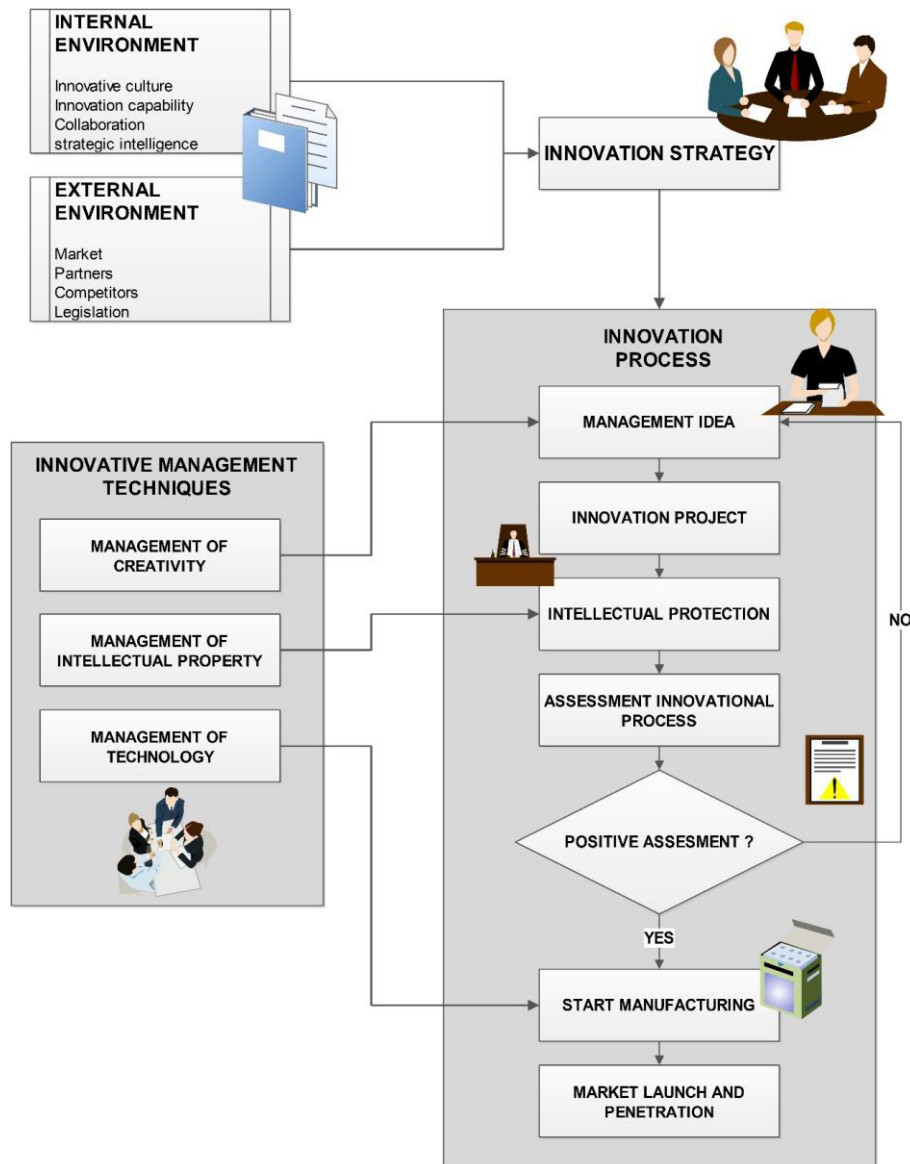 INTERNAL
ENVIRONMENT
Innovative culture
Innovation capability
Collaboration
strategic intelligence
EXTERNAL
ENVIRONMENT
Market
Partners
Competitors
Legislation
INNOVATION STRATEGY
INNOVATION
PROCESS
MANAGEMENT IDEA
INNOVATION PROJECT
INTELLECTUAL PROTECTION
ASSESSMENT INNOVATIONAL
PROCESS
POSITIVE ASSESMENT ?
NO
YES
START MANUFACTURING
MARKET LAUNCH AND
PENETRATION
INNOVATIVE MANAGEMENT
TECHNIQUES
MANAGEMENT OF
CREATIVITY
MANAGEMENT OF
INTELLECTUAL PROPERTY
MANAGEMENT OF
TECHNOLOGY